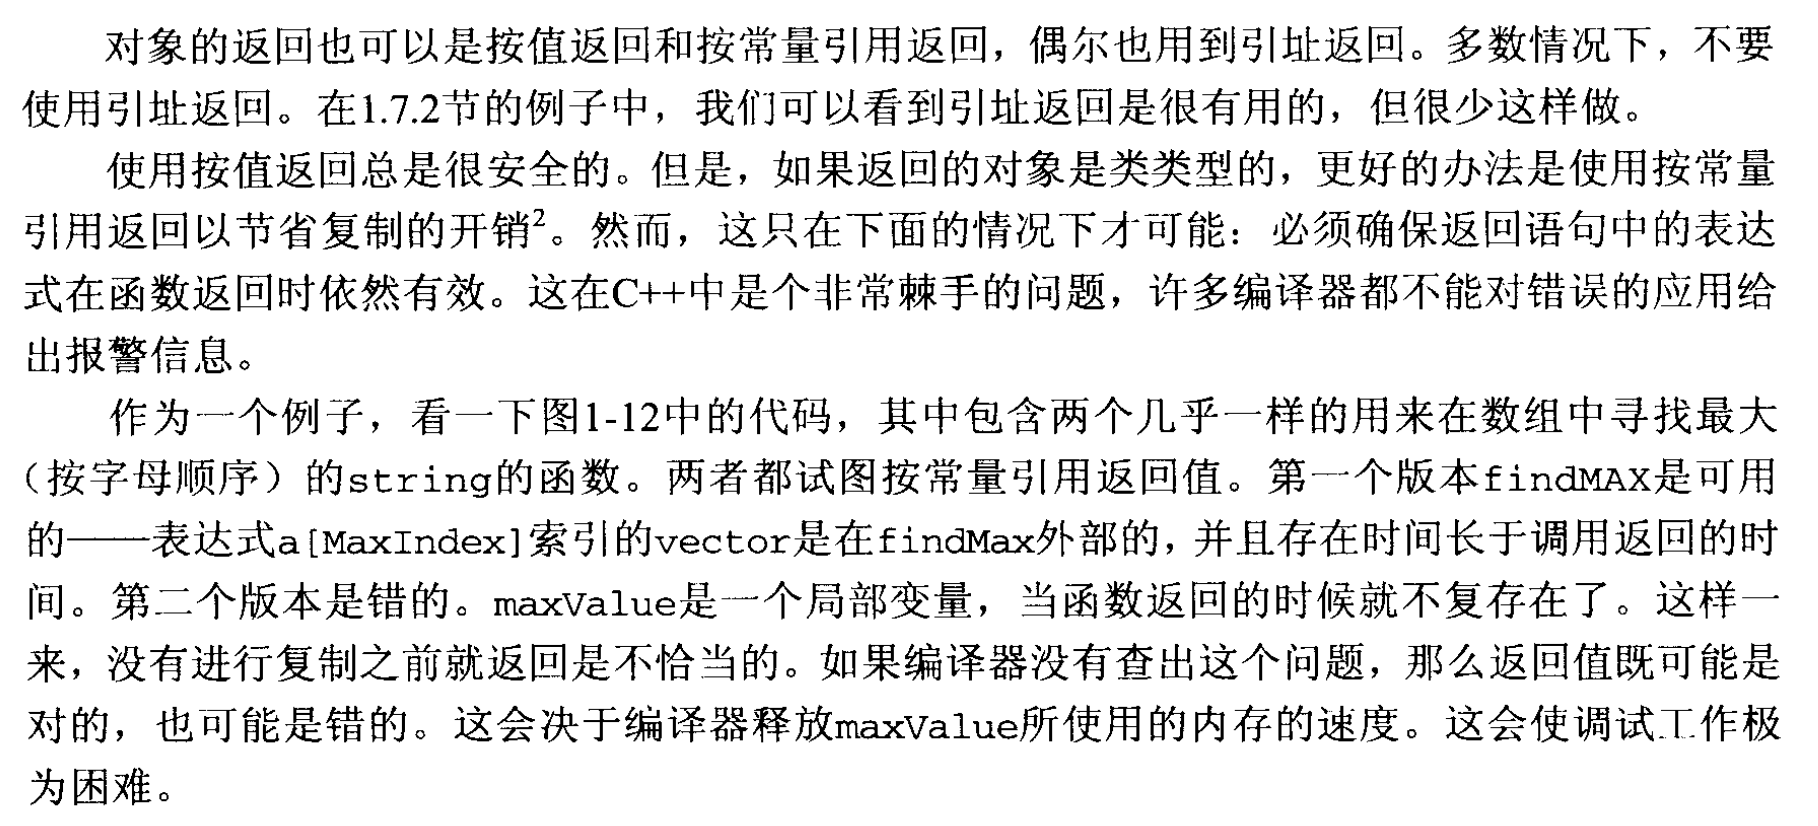 对象的返回也可以是按值返回和按常量引用返回，偶尔也用到引址返回。多数情况下，不要
使用引址返回。在1.7.2节的例子中，我们可以看到引址返回是很有用的，但很少这样做。
使用按值返回总是很安全的。但是，如果返回的对象是类类型的，更好的办法是使用按常量
引用返回以节省复制的开销2。然而，这只在下面的情况下才可能：必须确保返回语句中的表达
式在函数返回时依然有效。这在C++中是个非常棘手的问题，许多编译器都不能对错误的应用给
出报警信息。
作为一个例子，看一下图1-12中的代码，其中包含两个几乎一样的用来在数组中寻找最大
（按字母顺序）的string的函数。两者都试图按常量引用返回值。第一个版本findMAX是可用
的——表达式a[MaxIndex]索引的vector是在findMax外部的，并且存在时间长于调用返回的时
间。第二个版本是错的。maxValue是一个局部变量，当函数返回的时候就不复存在了。这样一
来，没有进行复制之前就返回是不恰当的。如果编译器没有查出这个问题，那么返回值既可能是
对的，也可能是错的。这会决于编译器释放maxValue所使用的内存的速度。这会使调试工作极
为困难。